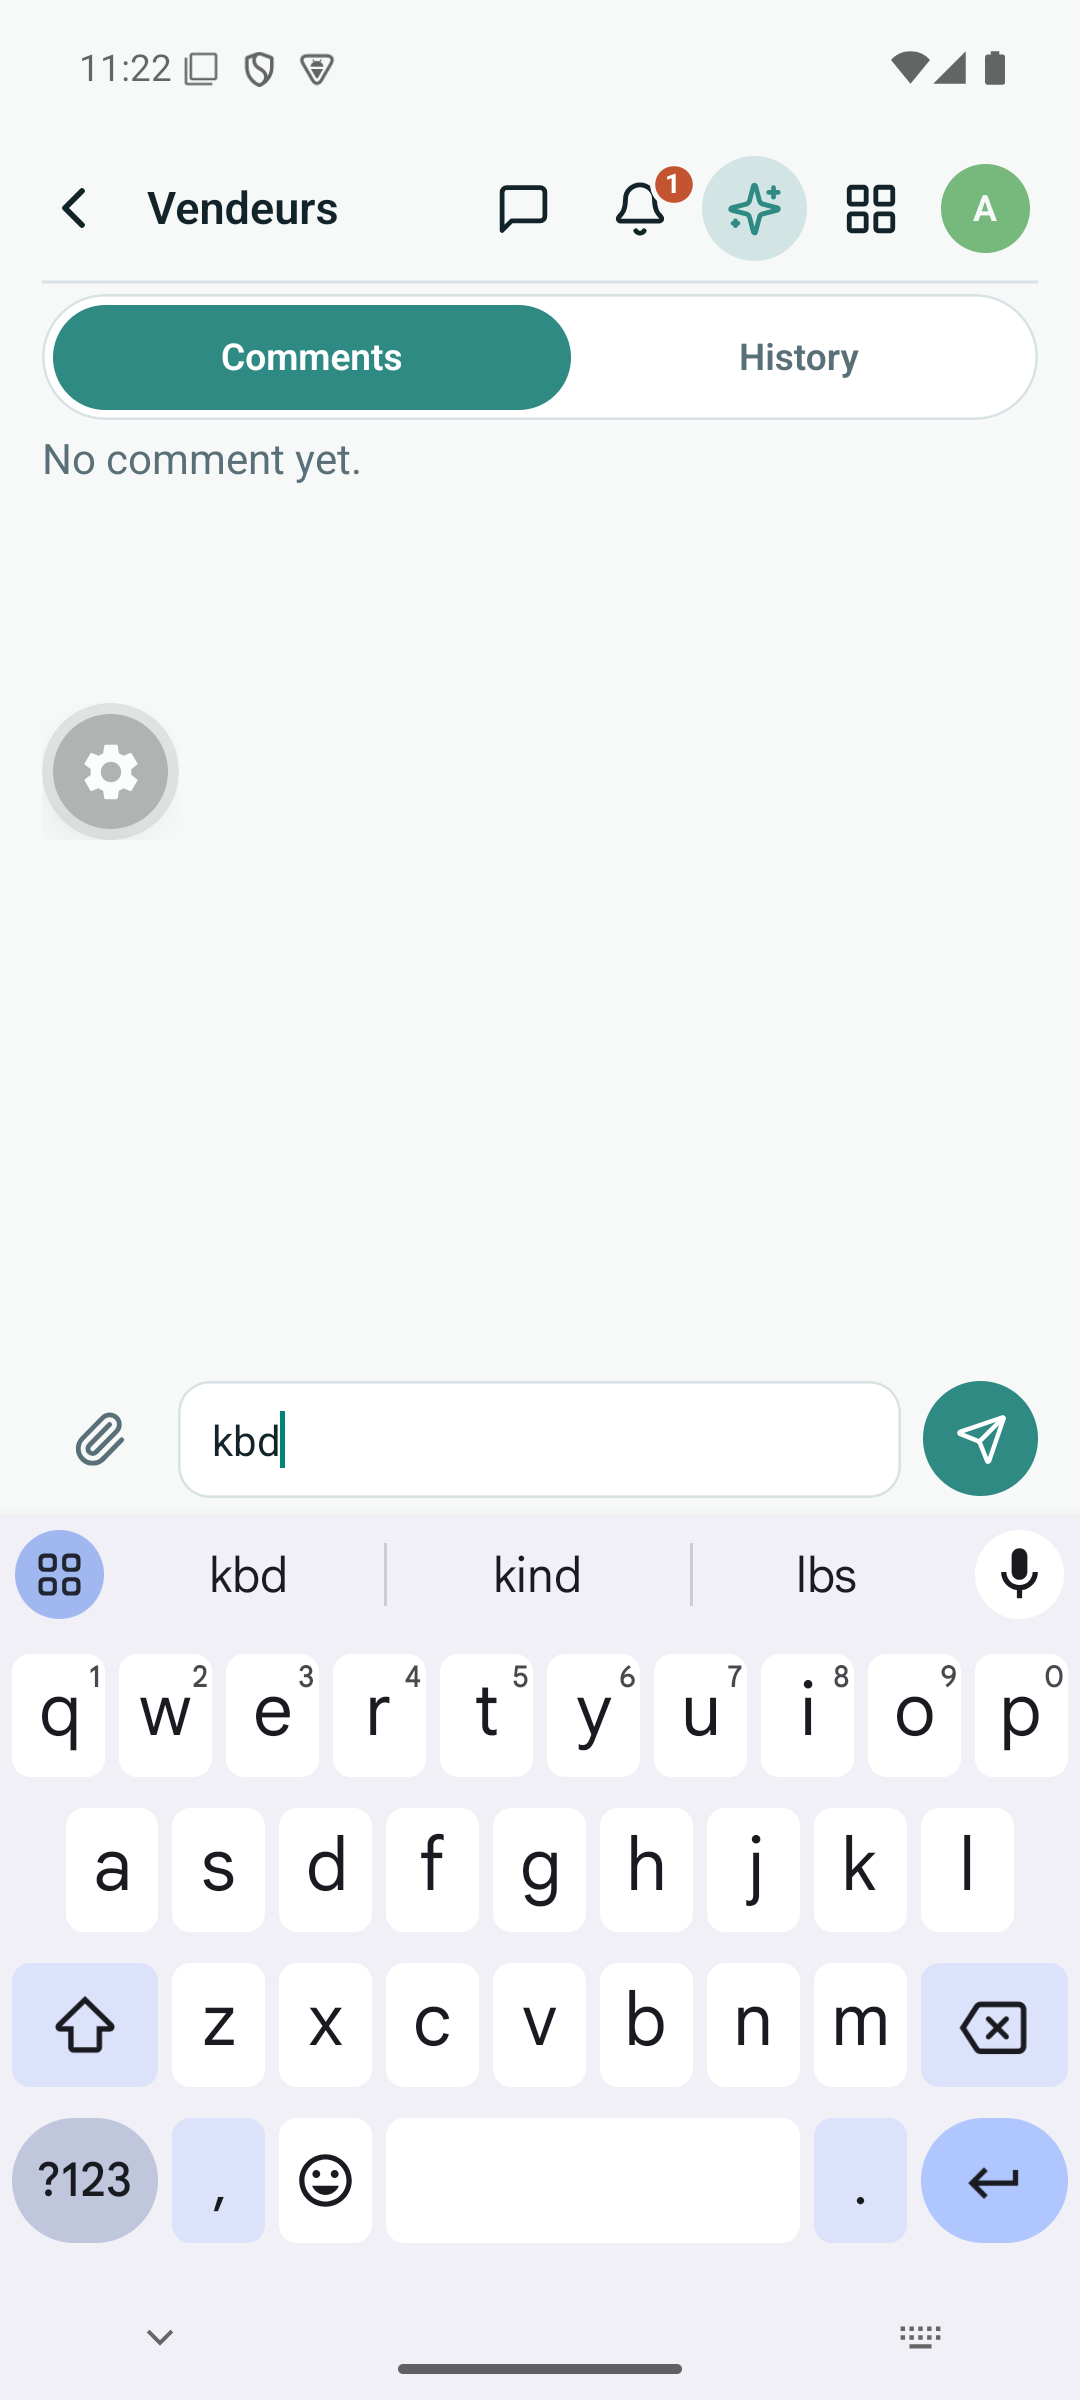 11:22
Vendeurs
1
A
Comments
History
No comment yet.
kbd
kbd kind lbs
q1 w2 e3 r4 t5 y6 u7 i8 o9 p0
a s d f g h j k l
z x c v b n m
?123 , .